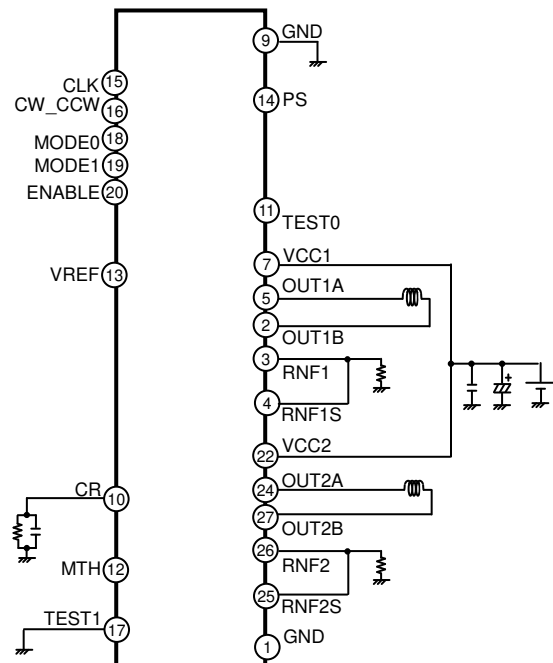 9 GND
15 CLK
14 PS
16 CW_CCW
18 MODE0
19 MODE1
20 ENABLE
11 TEST0
7 VCC1
13 VREF
5 OUT1A
2 OUT1B
3 RNF1
4 RNF1S
22 VCC2
24 OUT2A
10 CR
27 OUT2B
26 RNF2
12 MTH
25 RNF2S
17 TEST1
1 GND
+